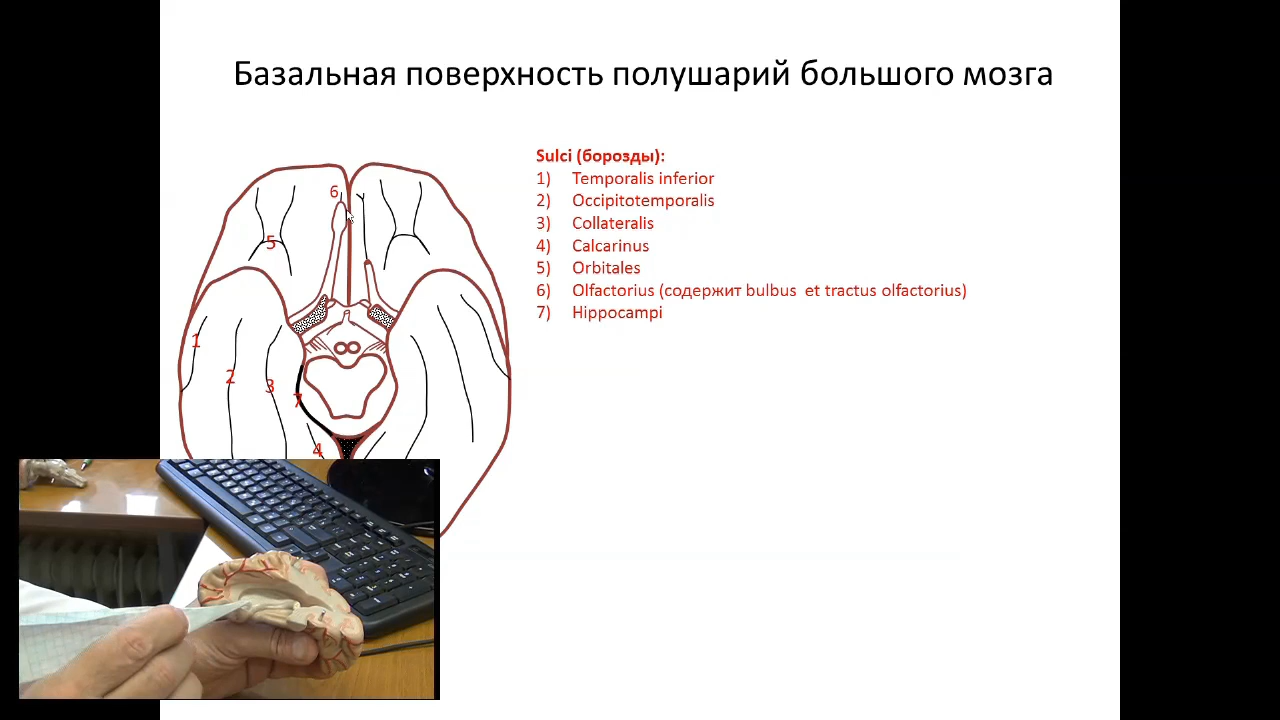 Базальная поверхность полушарий большого мозга
Sulci (борозды):
1) Temporalis inferior
2) Occipitotemporalis
3) Collateralis
4) Calcarinus
5) Orbitales
6) Olfactorius (содержит bulbus et tractus olfactorius)
7) Hippocampi
6
5
1
2
3
7
4